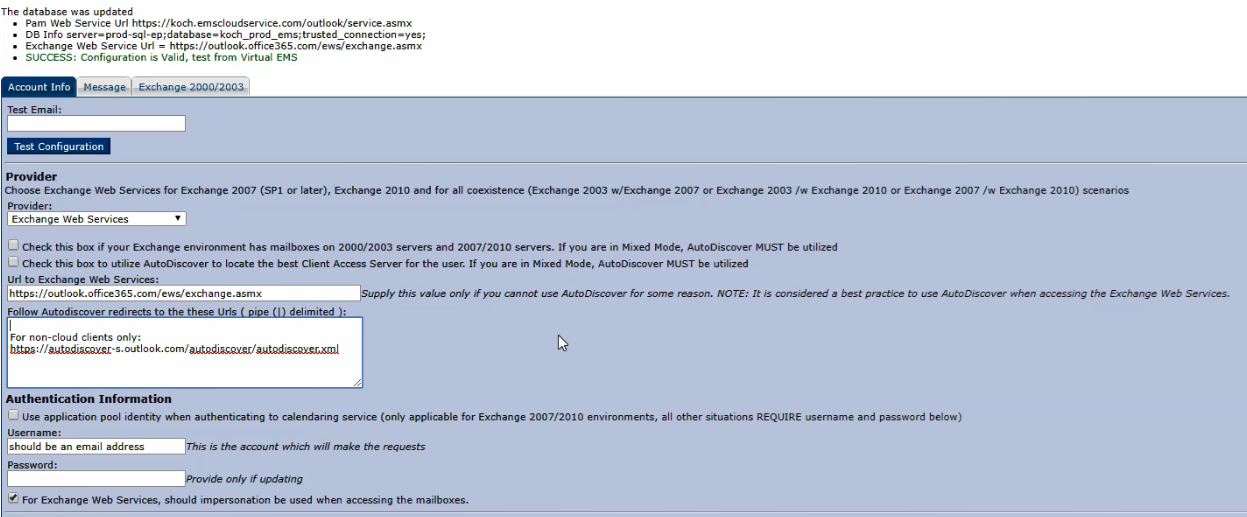 The database was updated
• Pam Web Service Url https://koch.emscloudservice.com/outlook/service.asmx
• DB Info server=prod-sql-ep;database=koch_prod_ems;trusted_connection=yes;
• Exchange Web Service Url = https://outlook.office365.com/ews/exchange.asmx
• SUCCESS: Configuration is Valid, test from Virtual EMS
Account Info Message Exchange 2000/2003
Test Email:
Test Configuration
Provider
Choose Exchange Web Services for Exchange 2007 (SP1 or later), Exchange 2010 and for all coexistence (Exchange 2003 w/Exchange 2007 or Exchange 2003 /w Exchange 2010 or Exchange 2007 /w Exchange 2010) scenarios
Provider:
Exchange Web Services
Check this box if your Exchange environment has mailboxes on 2000/2003 servers and 2007/2010 servers. If you are in Mixed Mode, AutoDiscover MUST be utilized
Check this box to utilize AutoDiscover to locate the best Client Access Server for the user. If you are in Mixed Mode, AutoDiscover MUST be utilized
Url to Exchange Web Services:
https://outlook.office365.com/ews/exchange.asmx Supply this value only if you cannot use AutoDiscover for some reason. NOTE: It is considered a best practice to use AutoDiscover when accessing the Exchange Web Services.
Follow Autodiscover redirects to the these Urls ( pipe (|) delimited ):
For non-cloud clients only:
https://autodiscover-s.outlook.com/autodiscover/autodiscover.xml
Authentication Information
Use application pool identity when authenticating to calendaring service (only applicable for Exchange 2007/2010 environments, all other situations REQUIRE username and password below)
Username:
should be an email address This is the account which will make the requests
Password:
Provide only if updating
For Exchange Web Services, should impersonation be used when accessing the mailboxes.